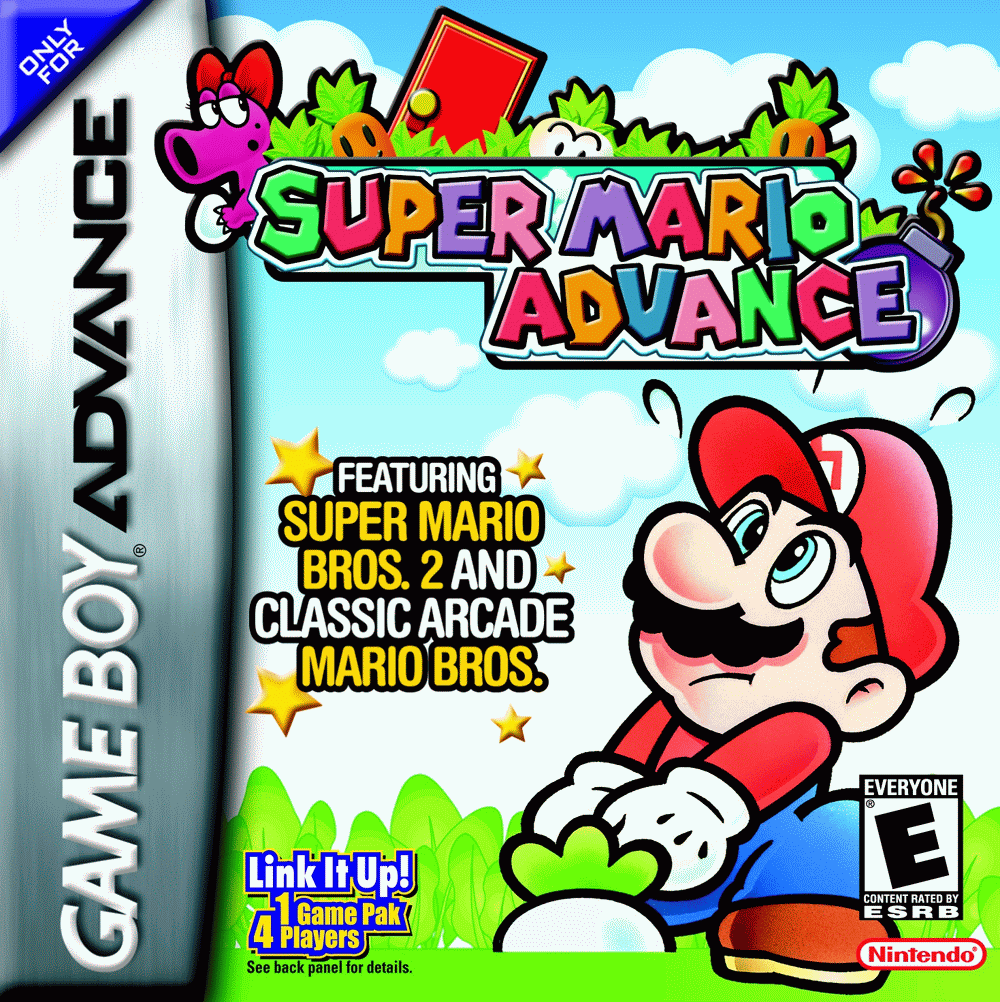 ONLY
FOR
GAME BOY ADVANCE
®
SUPER MARIO
ADVANCE
FEATURING
SUPER MARIO
BROS. 2 AND
CLASSIC ARCADE
MARIO BROS.
Link It Up!
1 Game Pak
4 Players
See back panel for details.
EVERYONE
®
E
CONTENT RATED BY
ESRB
Nintendo®